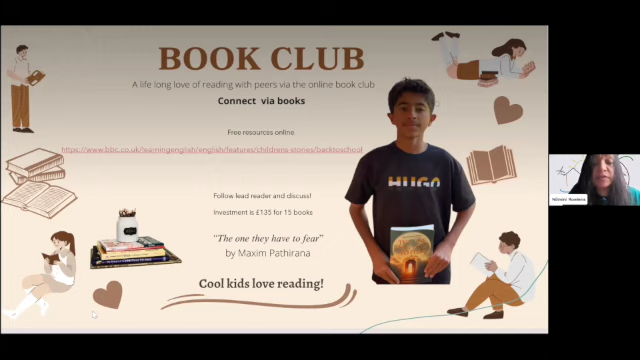 BOOK CLUB
A life long love of reading with peers via the online book club
Connect via books
Free resources online
https://www.bbc.co.uk/learningenglish/english/features/childrens-stories/backtoschool
Follow lead reader and discuss!
Investment is £135 for 15 books
"The one they have to fear"
by Maxim Pathirana
Cool kids love reading!
HUGO